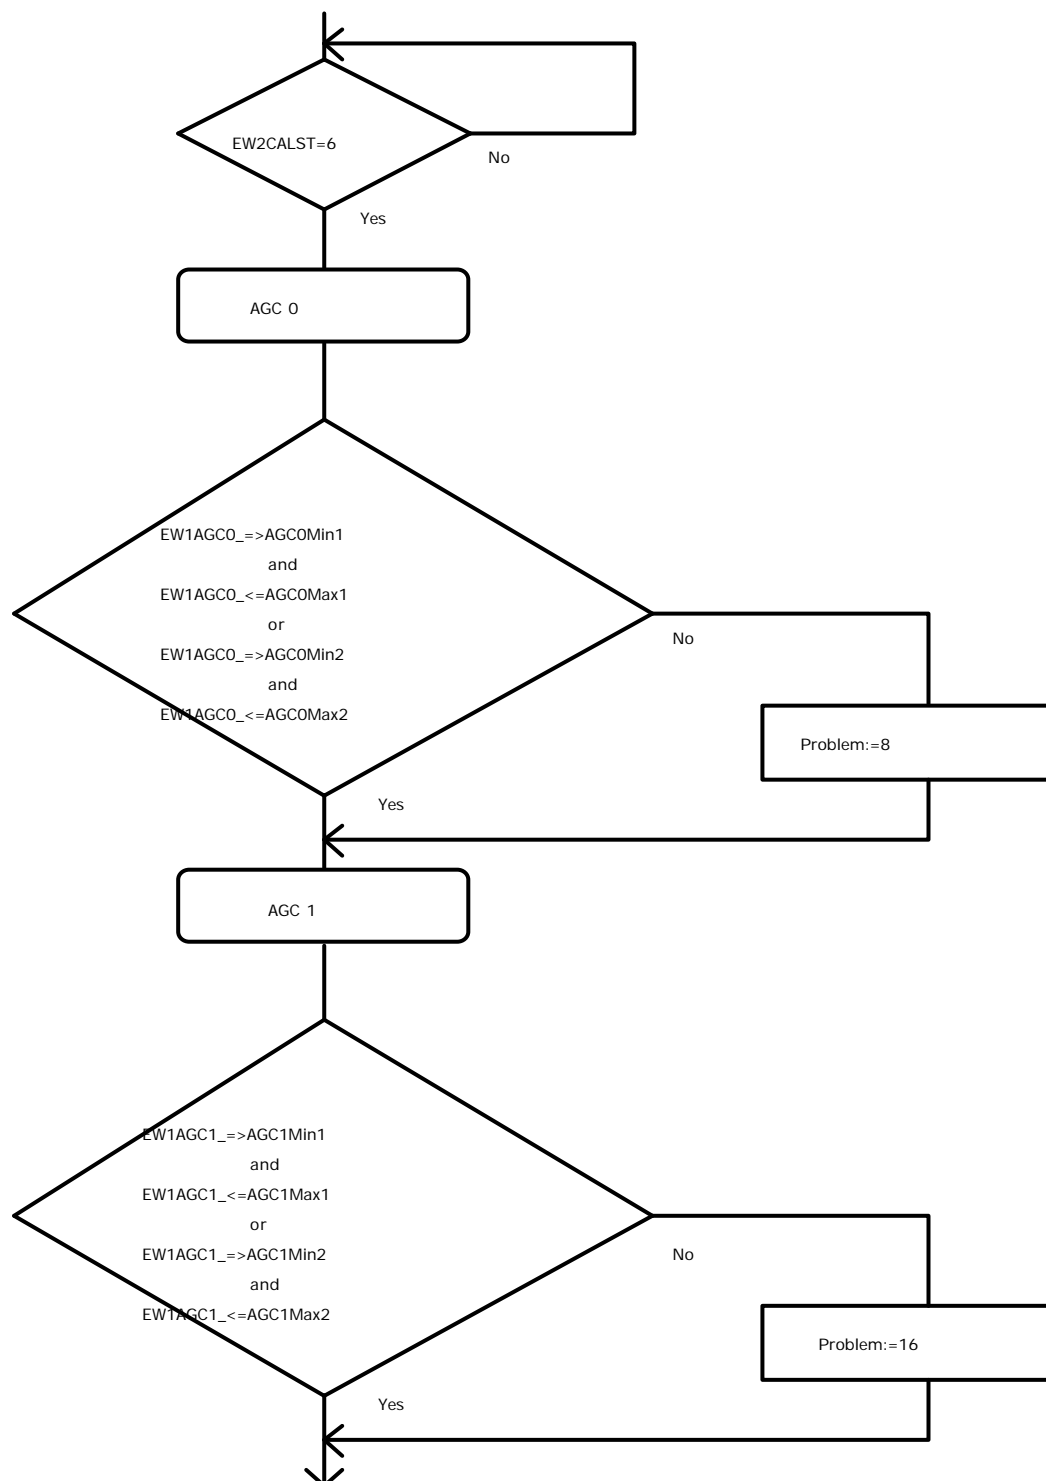 EW2CALST=6
No
Yes
AGC 0
EW1AGC0_=>AGC0Min1
and
EW1AGC0_<=AGC0Max1
or
EW1AGC0_=>AGC0Min2
and
EW1AGC0_<=AGC0Max2
No
Problem:=8
Yes
AGC 1
EW1AGC1_=>AGC1Min1
and
EW1AGC1_<=AGC1Max1
or
EW1AGC1_=>AGC1Min2
and
EW1AGC1_<=AGC1Max2
No
Problem:=16
Yes